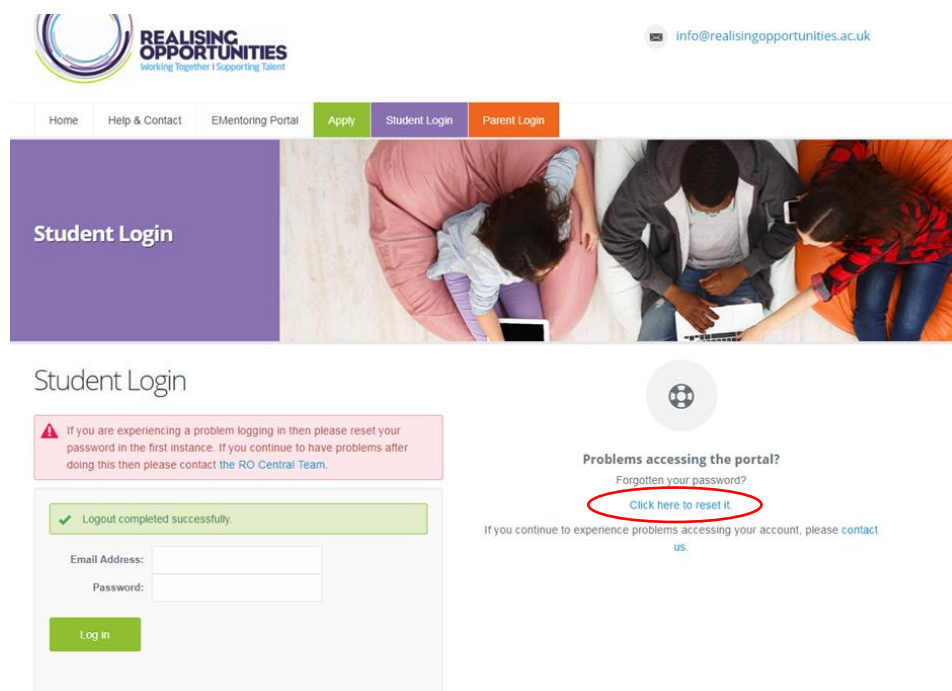 REALISING
OPPORTUNITIES
Working Together I Supporting Talent
info@realisingopportunities.ac.uk
Home Help & Contact EMentoring Portal Apply Student Login Parent Login
Student Login
Student Login
If you are experiencing a problem logging in then please reset your
password in the first instance. If you continue to have problems after
doing this then please contact the RO Central Team.
Logout completed successfully.
Email Address:
Password:
Log in
Problems accessing the portal?
Forgotten your password?
Click here to reset it.
If you continue to experience problems accessing your account, please contact
us.